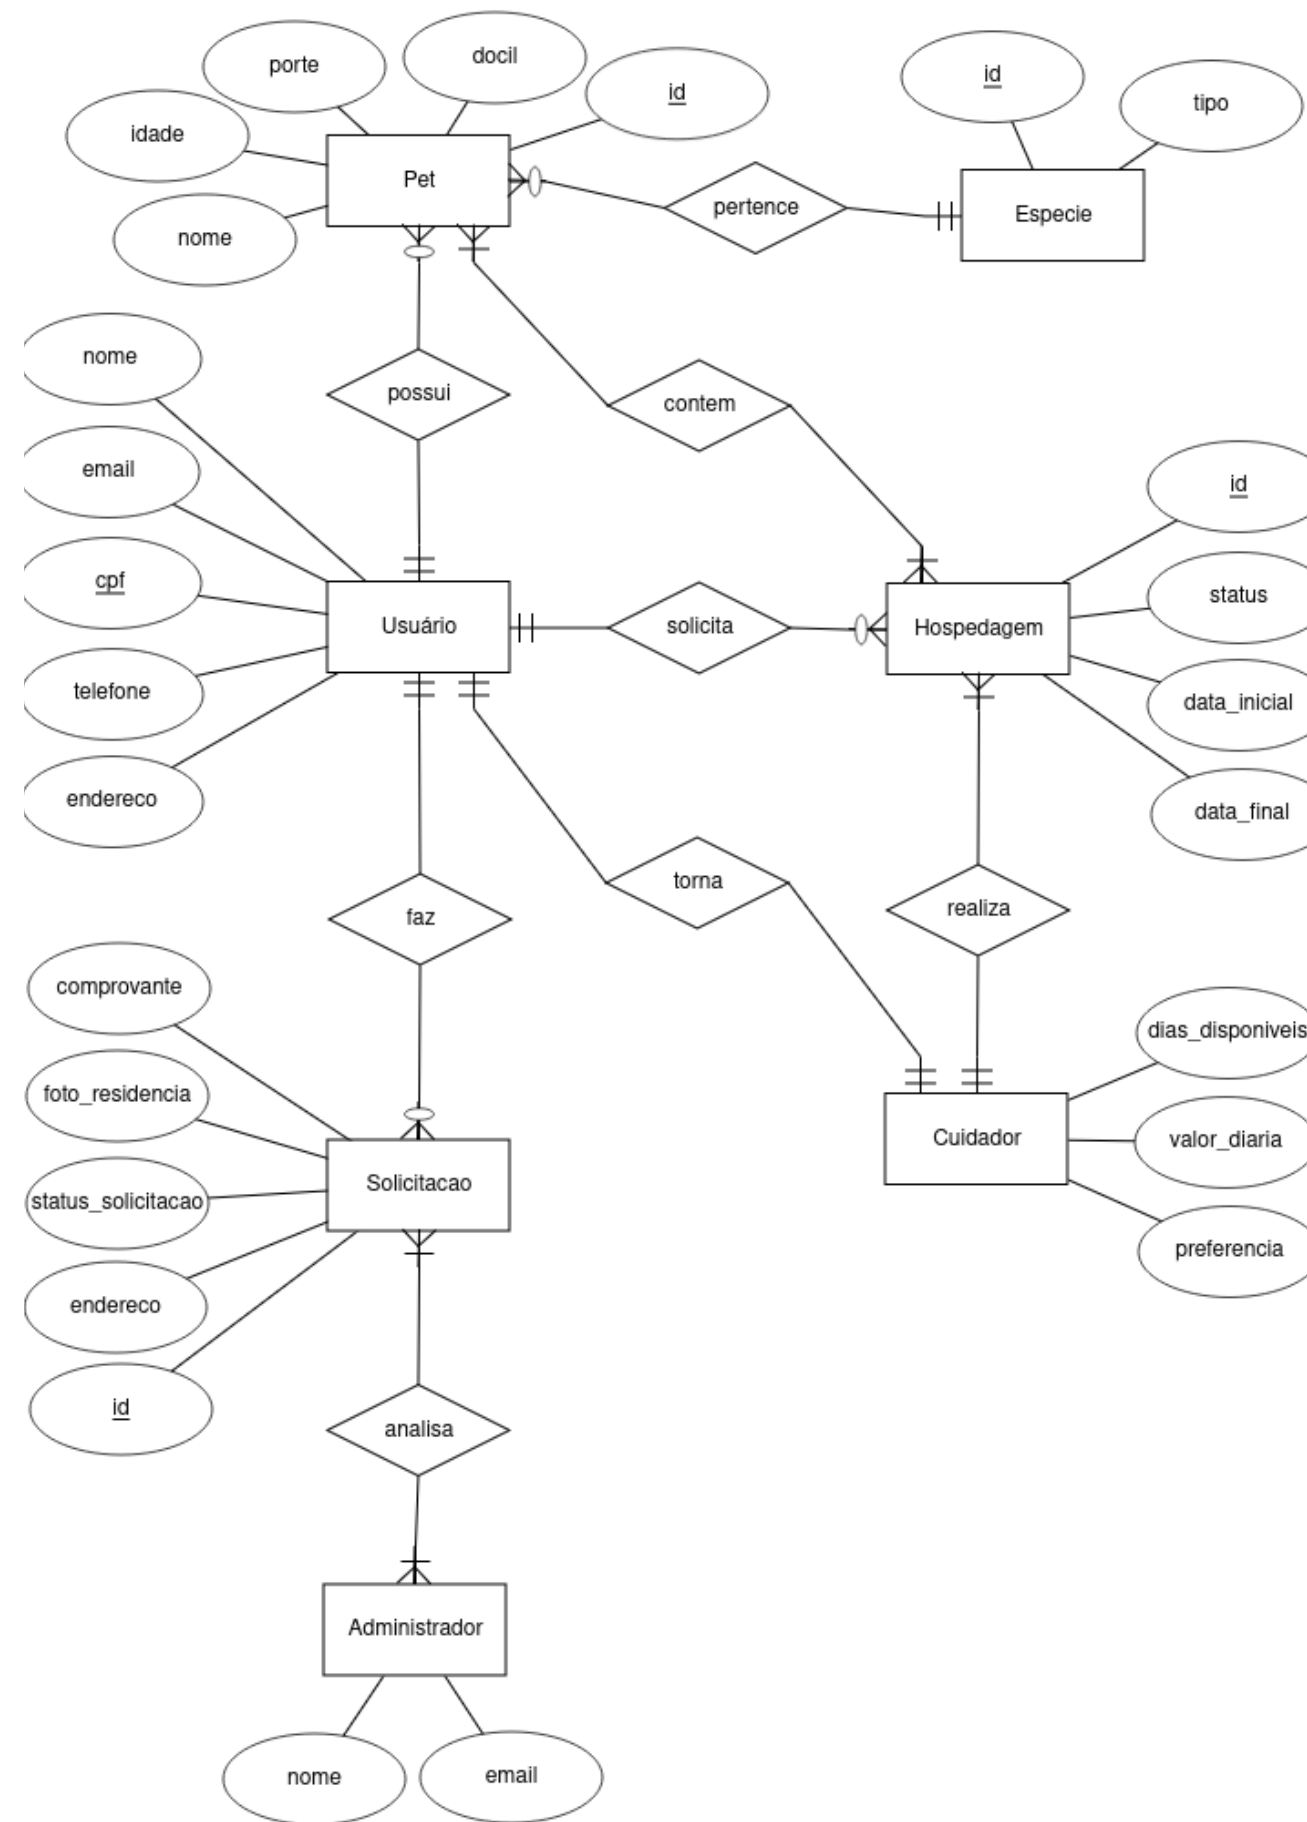 docil
porte
id
id
tipo
idade
Pet
pertence
Especie
nome
nome
possui
contem
email
id
cpf
status
Usuário
solicita
Hospedagem
telefone
data_inicial
endereco
data_final
torna
faz
realiza
comprovante
dias_disponiveis
foto_residencia
Cuidador
valor_diaria
Solicitacao
status_solicitacao
preferencia
endereco
id
analisa
Administrador
nome
email